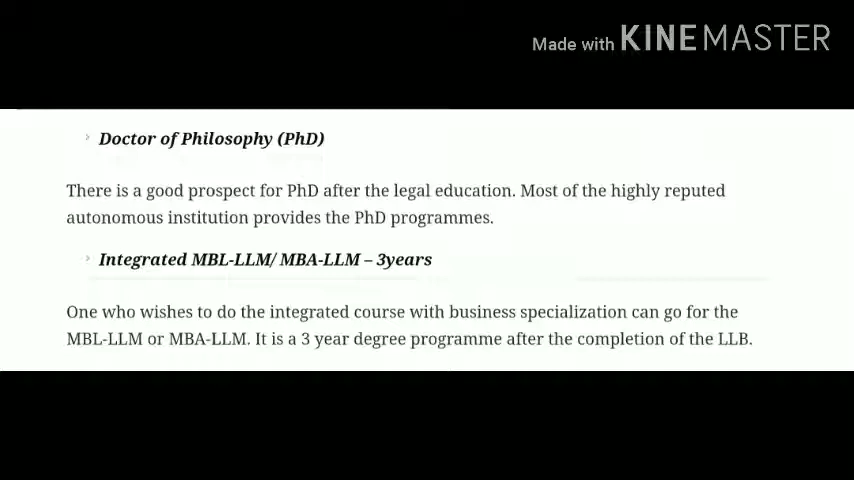 Made with KINEMASTER
Doctor of Philosophy (PhD)
There is a good prospect for PhD after the legal education. Most of the highly reputed
autonomous institution provides the PhD programmes.
Integrated MBL-LLM/ MBA-LLM – 3years
One who wishes to do the integrated course with business specialization can go for the
MBL-LLM or MBA-LLM. It is a 3 year degree programme after the completion of the LLB.